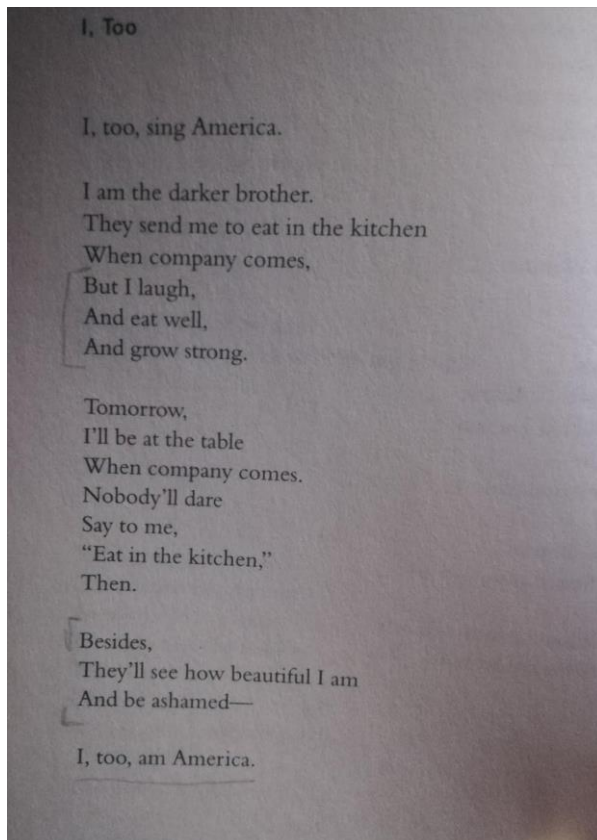 I, Too
I, too, sing America.
I am the darker brother.
They send me to eat in the kitchen
When company comes,
But I laugh,
And eat well,
And grow strong.
Tomorrow,
I'll be at the table
When company comes.
Nobody'll dare
Say to me,
"Eat in the kitchen,"
Then.
Besides,
They'll see how beautiful I am
And be ashamed—
I, too, am America.